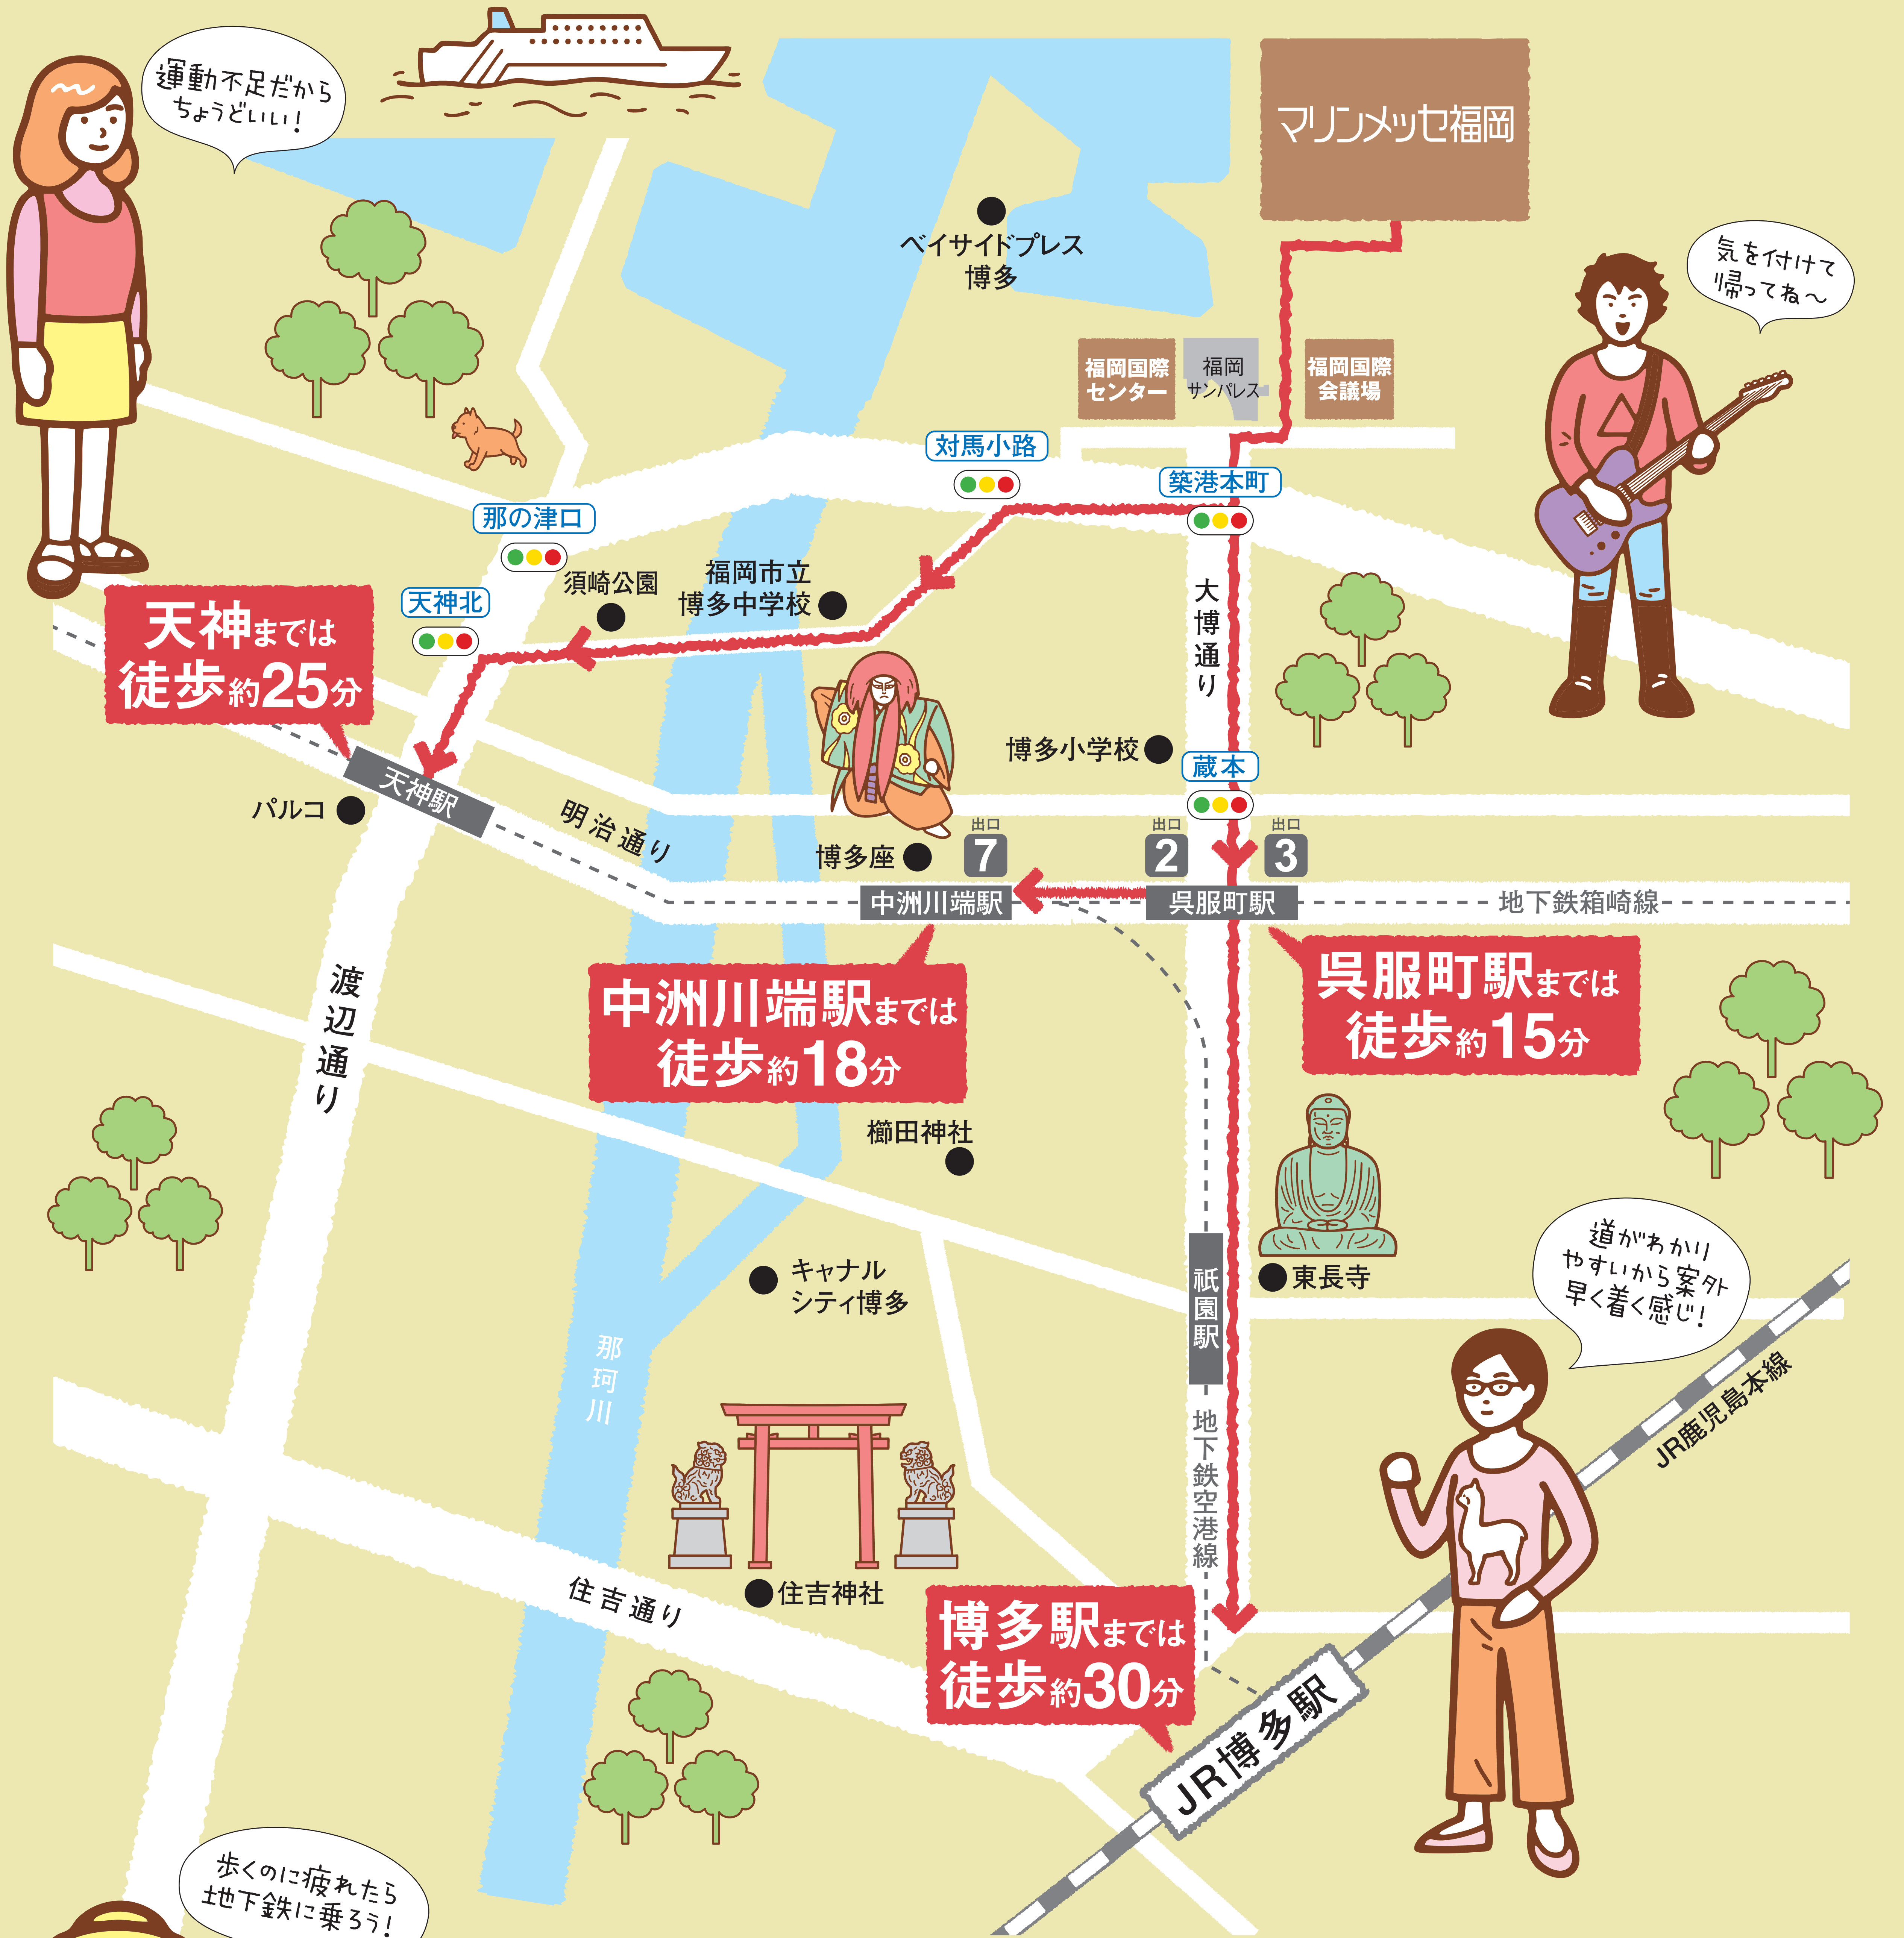 運動不足だから
ちょうどいい！
マリンメッセ福岡
ベイサイドプレス
博多
気を付けて
帰ってね〜
福岡国際
センター
福岡
サンパレス
福岡国際
会議場
対馬小路
築港本町
那の津口
天神北
須崎公園
福岡市立
博多中学校
大博通り
天神までは
徒歩約25分
博多小学校
蔵本
天神駅
パルコ
明治通り
博多座
出口
7
出口
2
出口
3
中洲川端駅
呉服町駅
地下鉄箱崎線
渡辺通り
中洲川端駅までは
徒歩約18分
呉服町駅までは
徒歩約15分
櫛田神社
キャナル
シティ博多
祇園駅
東長寺
道がわかり
やすいから案外
早く着く感じ！
那珂川
JR鹿児島本線
地下鉄空港線
住吉神社
住吉通り
博多駅までは
徒歩約30分
JR博多駅
歩くのに疲れたら
地下鉄に乗ろう！